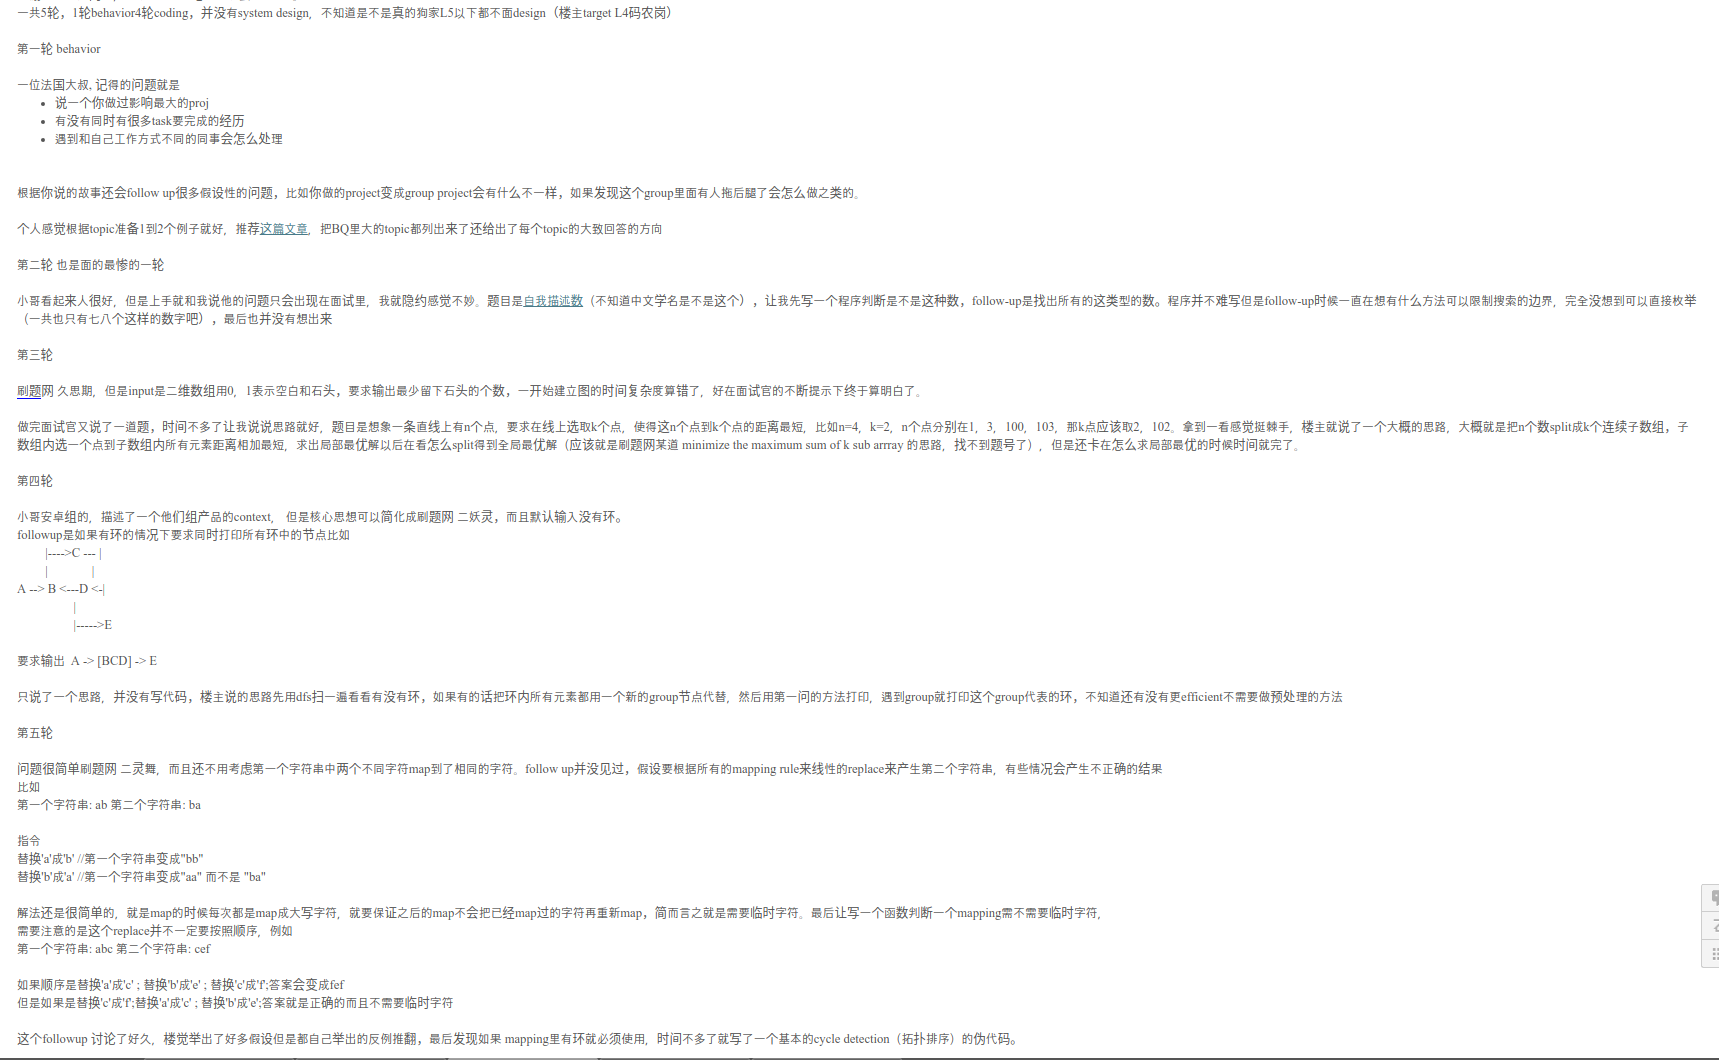 一共5轮，1轮behavior4轮coding，并没有system design，不知道是不是真的狗家L5以下都不面design（楼主target L4码农岗）
第一轮 behavior
一位法国大叔, 记得的问题就是
• 说一个你做过影响最大的proj
• 有没有同时有很多task要完成的经历
• 遇到和自己工作方式不同的同事会怎么处理
根据你说的故事还会follow up很多假设性的问题，比如你做的project变成group project会有什么不一样，如果发现这个group里面有人拖后腿了会怎么做之类的。
个人感觉根据topic准备1到2个例子就好，推荐这篇文章，把BQ里大的topic都列出来了还给出了每个topic的大致回答的方向
第二轮 也是面的最惨的一轮
小哥看起来人很好，但是上手就和我说他的问题只会出现在面试里，我就隐约感觉不妙。题目是自我描述数（不知道中文学名是不是这个），让我先写一个程序判断是不是这种数，follow-up是找出所有的这类型的数。程序并不难写但是follow-up时候一直在想有什么方法可以限制搜索的边界，完全没想到可以直接枚举
（一共也只有七八个这样的数字吧），最后也并没有想出来
第三轮
刷题网 久思期，但是input是二维数组用0，1表示空白和石头，要求输出最少留下石头的个数，一开始建立图的时间复杂度算错了，好在面试官的不断提示下终于算明白了。
做完面试官又说了一道题，时间不多了让我说说思路就好，题目是想象一条直线上有n个点，要求在线上选取k个点，使得这n个点到k个点的距离最短，比如n=4，k=2，n个点分别在1，3，100，103，那k点应该取2，102。拿到一看感觉挺棘手，楼主就说了一个大概的思路，大概就是把n个数split成k个连续子数组，子
数组内选一个点到子数组内所有元素距离相加最短，求出局部最优解以后在看怎么split得到全局最优解（应该就是刷题网某道 minimize the maximum sum of k sub arrray 的思路，找不到题号了），但是还卡在怎么求局部最优的时候时间就完了。
第四轮
小哥安卓组的，描述了一个他们组产品的context， 但是核心思想可以简化成刷题网 二妖灵，而且默认输入没有环。
followup是如果有环的情况下要求同时打印所有环中的节点比如
|---->C --- |
| |
A --> B <---D <-|
|
|----->E
要求输出 A -> [BCD] -> E
只说了一个思路，并没有写代码，楼主说的思路先用dfs扫一遍看看有没有环，如果有的话把环内所有元素都用一个新的group节点代替，然后用第一问的方法打印，遇到group就打印这个group代表的环，不知道还有没有更efficient不需要做预处理的方法
第五轮
问题很简单刷题网 二灵舞，而且还不用考虑第一个字符串中两个不同字符map到了相同的字符。follow up并没见过，假设要根据所有的mapping rule来线性的replace来产生第二个字符串，有些情况会产生不正确的结果
比如
第一个字符串: ab 第二个字符串: ba
指令
替换'a'成'b' //第一个字符串变成"bb"
替换'b'成'a' //第一个字符串变成"aa" 而不是 "ba"
解法还是很简单的，就是map的时候每次都是map成大写字符，就要保证之后的map不会把已经map过的字符再重新map，简而言之就是需要临时字符。最后让写一个函数判断一个mapping需不需要临时字符，
需要注意的是这个replace并不一定要按照顺序，例如
第一个字符串: abc 第二个字符串: cef
如果顺序是替换'a'成'c' ; 替换'b'成'e' ; 替换'c'成'f';答案会变成fef
但是如果是替换'c'成'f';替换'a'成'c' ; 替换'b'成'e';答案就是正确的而且不需要临时字符
这个followup 讨论了好久，楼觉举出了好多假设但是都自己举出的反例推翻，最后发现如果 mapping里有环就必须使用，时间不多了就写了一个基本的cycle detection（拓扑排序）的伪代码。